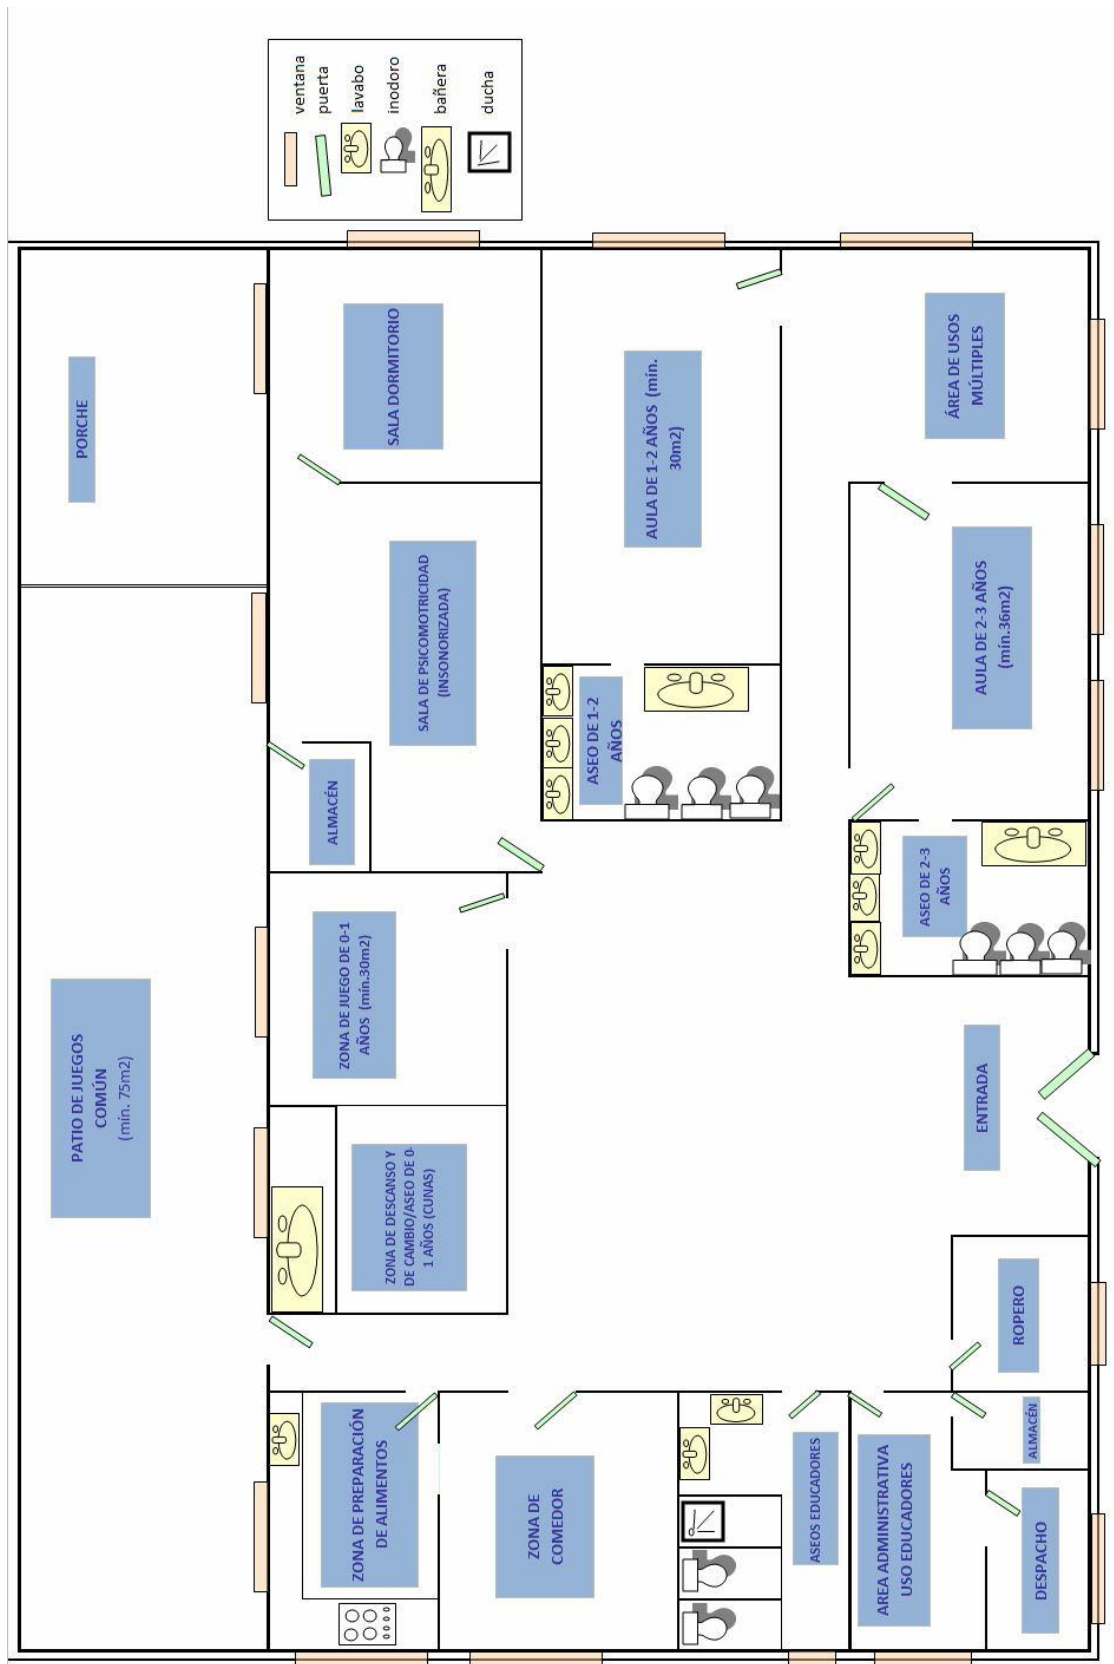 ventana
puerta
lavabo
inodoro
bañera
ducha
PORCHE
SALA DORMITORIO
AULA DE 1-2 AÑOS (mín.
30m2)
ÁREA DE USOS
MÚLTIPLES
SALA DE PSICOMOTRICIDAD
(INSONORIZADA)
AULA DE 2-3 AÑOS
(mín.36m2)
ASEO DE 1-2
AÑOS
ALMACÉN
ASEO DE 2-3
AÑOS
PATIO DE JUEGOS
COMÚN
(mín. 75m2)
ZONA DE JUEGO DE 0-1
AÑOS (mín.30m2)
ENTRADA
ZONA DE DESCANSO Y
DE CAMBIO/ASEO DE 0-
1 AÑOS (CUNAS)
ROPERO
ZONA DE PREPARACIÓN
DE ALIMENTOS
ZONA DE
COMEDOR
ASEOS EDUCADORES
AREA ADMINISTRATIVA
USO EDUCADORES
ALMACÉN
DESPACHO